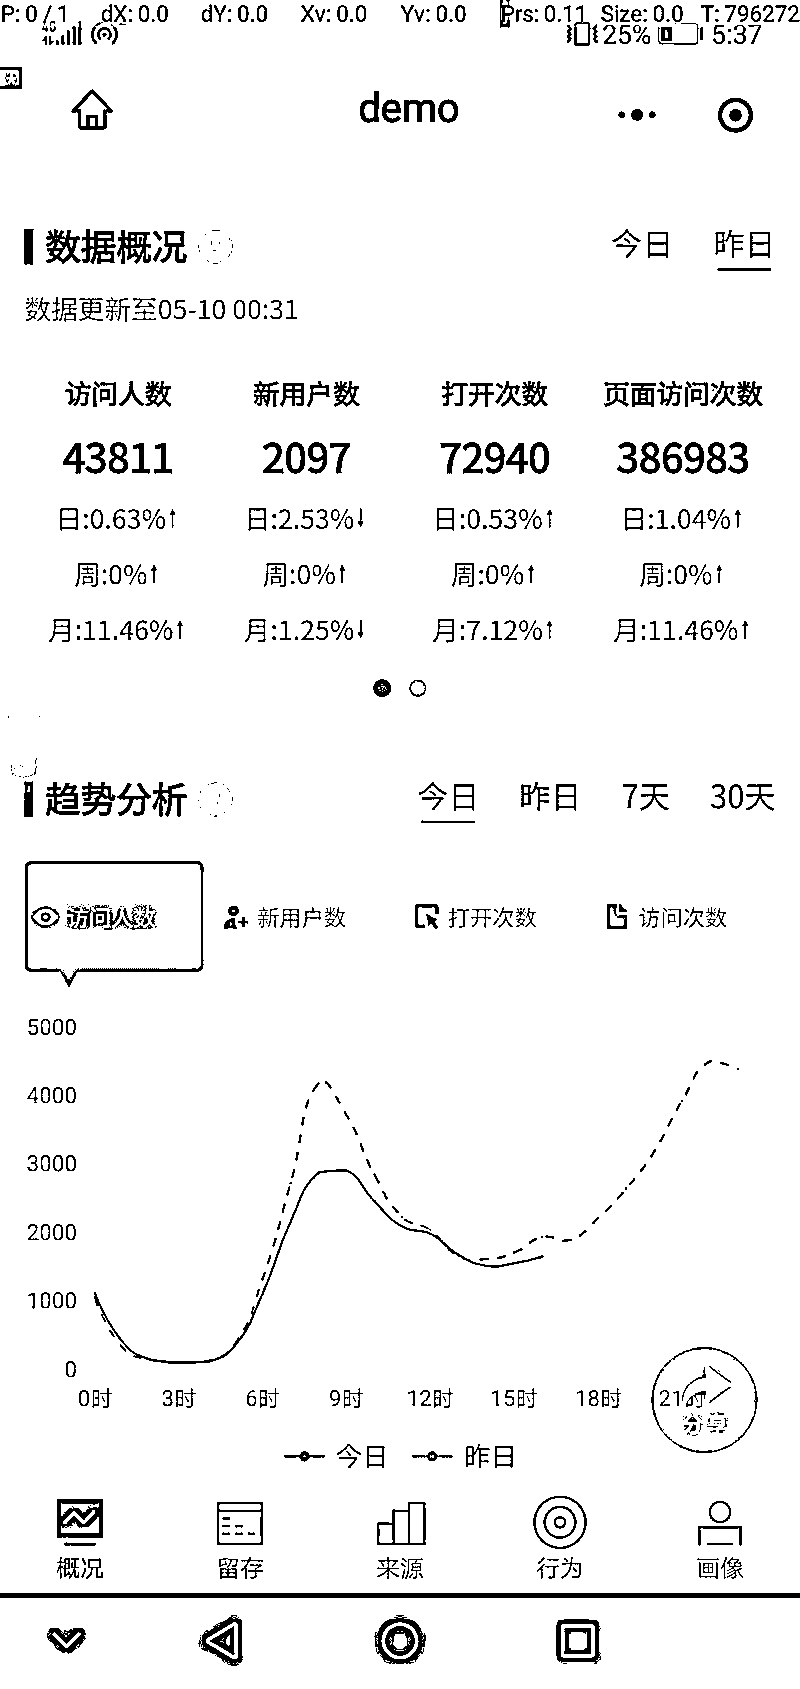 P: 0 / 1 dX: 0.0 dY: 0.0 Xv: 0.0 Yv: 0.0 Prs: 0.11 Size: 0.0 T: 796272
4G 25% 5:37
demo
数据概况 今日 昨日
数据更新至05-10 00:31
访问人数 新用户数 打开次数 页面访问次数
43811 2097 72940 386983
日:0.63%↑ 日:2.53%↓ 日:0.53%↑ 日:1.04%↑
周:0%↑ 周:0%↑ 周:0%↑ 周:0%↑
月:11.46%↑ 月:1.25%↓ 月:7.12%↑ 月:11.46%↑
趋势分析 今日 昨日 7天 30天
访问人数 新用户数 打开次数 访问次数
5000
4000
3000
2000
1000
0
0时 3时 6时 9时 12时 15时 18时 21时
分享
今日 昨日
概况 留存 来源 行为 画像